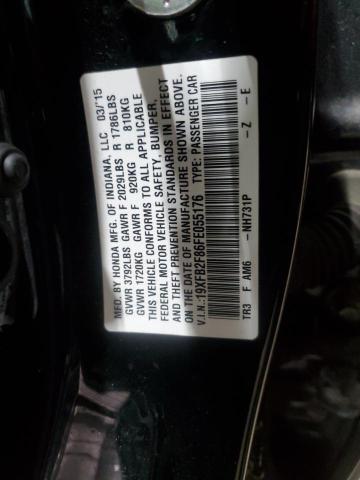 MFD. BY HONDA MFG. OF INDIANA, LLC 03/'15
GVWR 3792LBS GAWR F 2029LBS R 1786LBS
GVWR 1720KG GAWR F 920KG R 810KG
THIS VEHICLE CONFORMS TO ALL APPLICABLE
FEDERAL MOTOR VEHICLE SAFETY, BUMPER,
AND THEFT PREVENTION STANDARDS IN EFFECT
ON THE DATE OF MANUFACTURE SHOWN ABOVE.
V.I.N.:19XFB2F86FE055176 TYPE: PASSENGER CAR
TR3 F AM6 -NH731P -Z -E